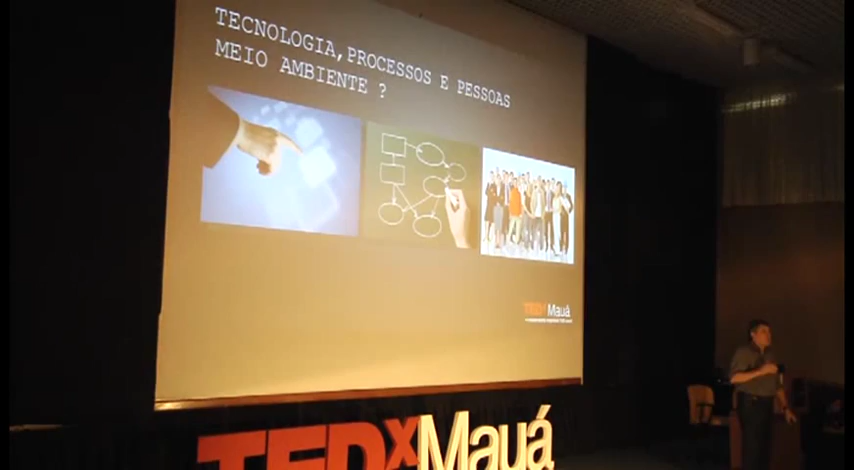 TECNOLOGIA, PROCESSOS E PESSOAS
MEIO AMBIENTE ?
TEDxMauá
TEDxMauá